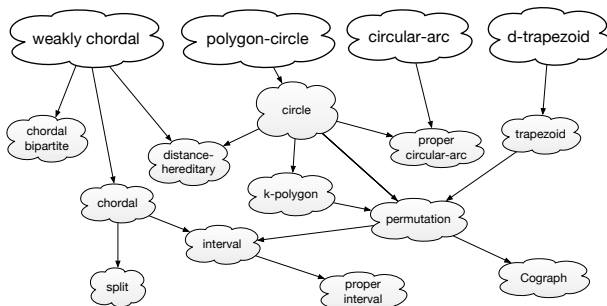 weakly chordal
polygon-circle
circular-arc
d-trapezoid
circle
chordal
bipartite
distance-
hereditary
proper
circular-arc
trapezoid
chordal
k-polygon
permutation
interval
split
proper
interval
Cograph